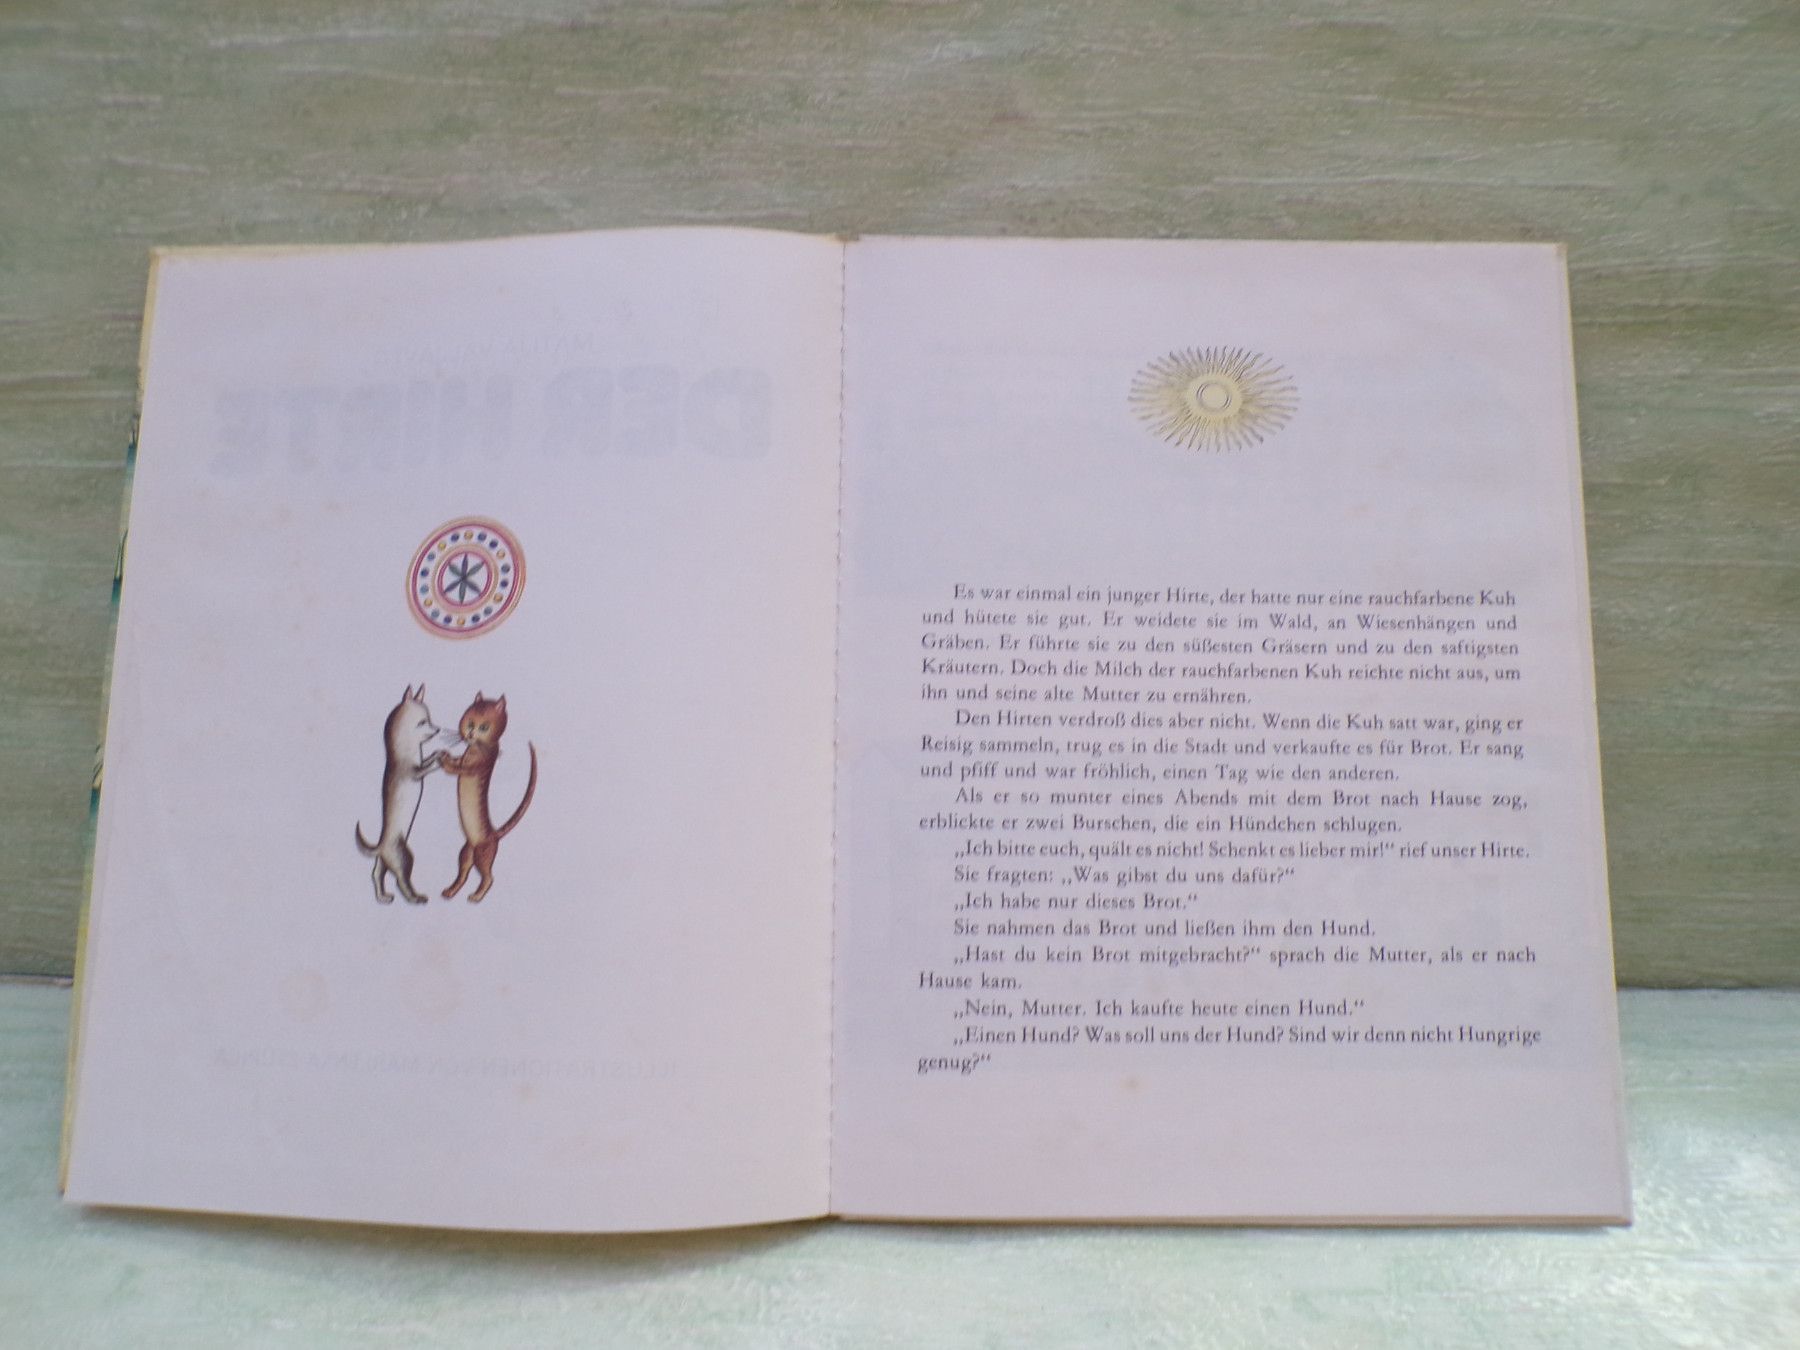 DER HIRTE
ILLUSTRATIONEN VON
Es war einmal ein junger Hirte, der hatte nur eine rauchfarbene Kuh
und hütete sie gut. Er weidete sie im Wald, an Wiesenhängen und
Gräben. Er führte sie zu den süßesten Gräsern und zu den saftigsten
Kräutern. Doch die Milch der rauchfarbenen Kuh reichte nicht aus, um
ihn und seine alte Mutter zu ernähren.
Den Hirten verdroß dies aber nicht. Wenn die Kuh satt war, ging er
Reisig sammeln, trug es in die Stadt und verkaufte es für Brot. Er sang
und pfiff und war fröhlich, einen Tag wie den anderen.
Als er so munter eines Abends mit dem Brot nach Hause zog,
erblickte er zwei Burschen, die ein Hündchen schlugen.
„Ich bitte euch, quält es nicht! Schenkt es lieber mir!“ rief unser Hirte.
Sie fragten: „Was gibst du uns dafür?“
„Ich habe nur dieses Brot.“
Sie nahmen das Brot und ließen ihm den Hund.
„Hast du kein Brot mitgebracht?“ sprach die Mutter, als er nach
Hause kam.
„Nein, Mutter. Ich kaufte heute einen Hund.“
„Einen Hund? Was soll uns der Hund? Sind wir denn nicht Hungrige
genug?“